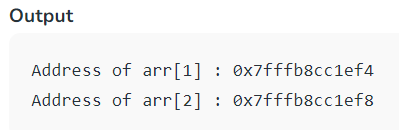 Output
Address of arr[1] : 0x7fffb8cc1ef4
Address of arr[2] : 0x7fffb8cc1ef8